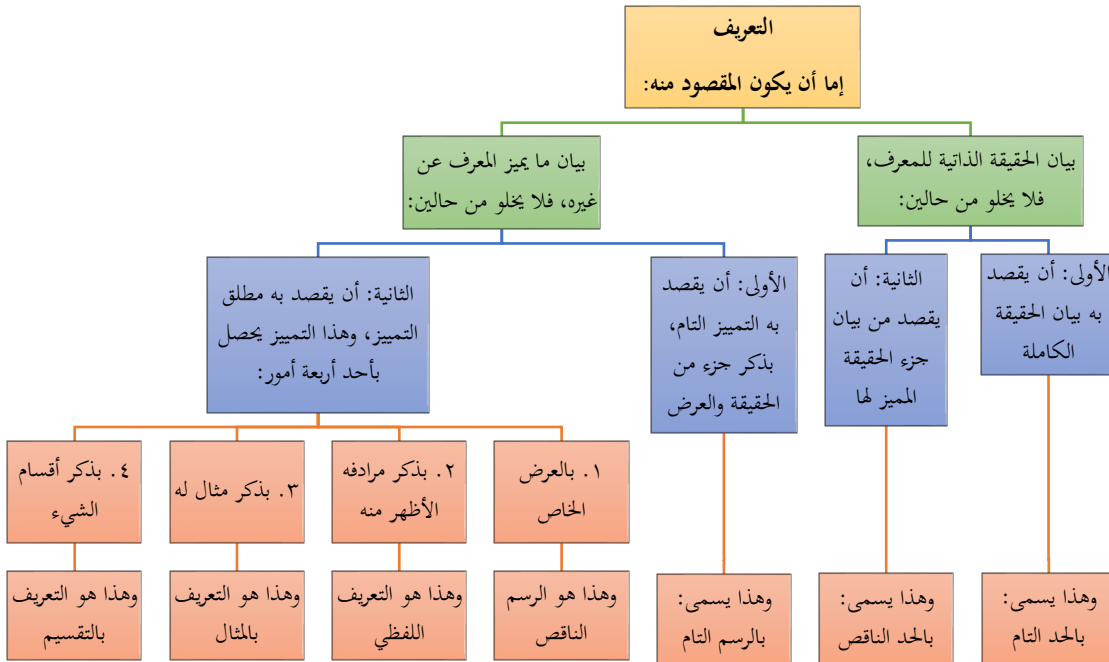 التعريف
إما أن يكون المقصود منه:
بيان الحقيقة الذاتية للمعرف،
فلا يخلو من حالين:
بيان ما يميز المعرف عن
غيره، فلا يخلو من حالين:
الأولى: أن يقصد
به بيان الحقيقة
الكاملة
الثانية: أن
يقصد من بيان
جزء الحقيقة
المميز لها
الأولى: أن يقصد
به التمييز التام،
بذكر جزء من
الحقيقة والعرض
الثانية: أن يقصد به مطلق
التمييز، وهذا التمييز يحصل
بأحد أربعة أمور:
١. بالعرض
الخاص
٢. بذكر مرادفه
الأظهر منه
٣. بذكر مثال له
٤. بذكر أقسام
الشيء
وهذا يسمى:
بالحد التام
وهذا يسمى:
بالحد الناقص
وهذا يسمى:
بالرسم التام
وهذا هو الرسم
الناقص
وهذا هو التعريف
اللفظي
وهذا هو التعريف
بالمثال
وهذا هو التعريف
بالتقسيم